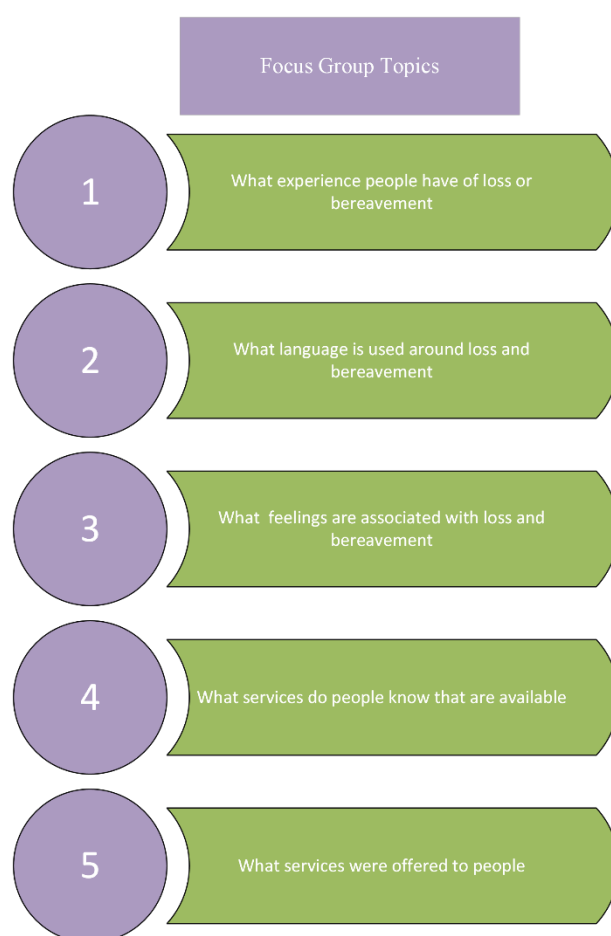 Focus Group Topics
1
What experience people have of loss or
bereavement
2
What language is used around loss and
bereavement
3
What  feelings are associated with loss and
bereavement
4
What services do people know that are available
5
What services were offered to people